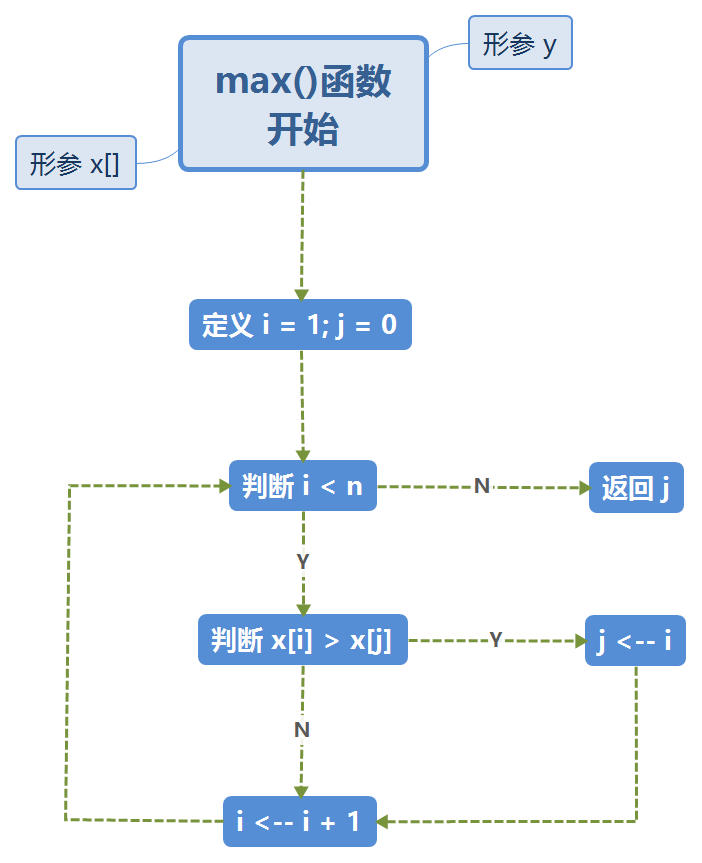 形参 y
max()函数
开始
形参 x[]
定义 i = 1; j = 0
判断 i < n
N
返回 j
Y
判断 x[i] > x[j]
Y
j <-- i
N
i <-- i + 1